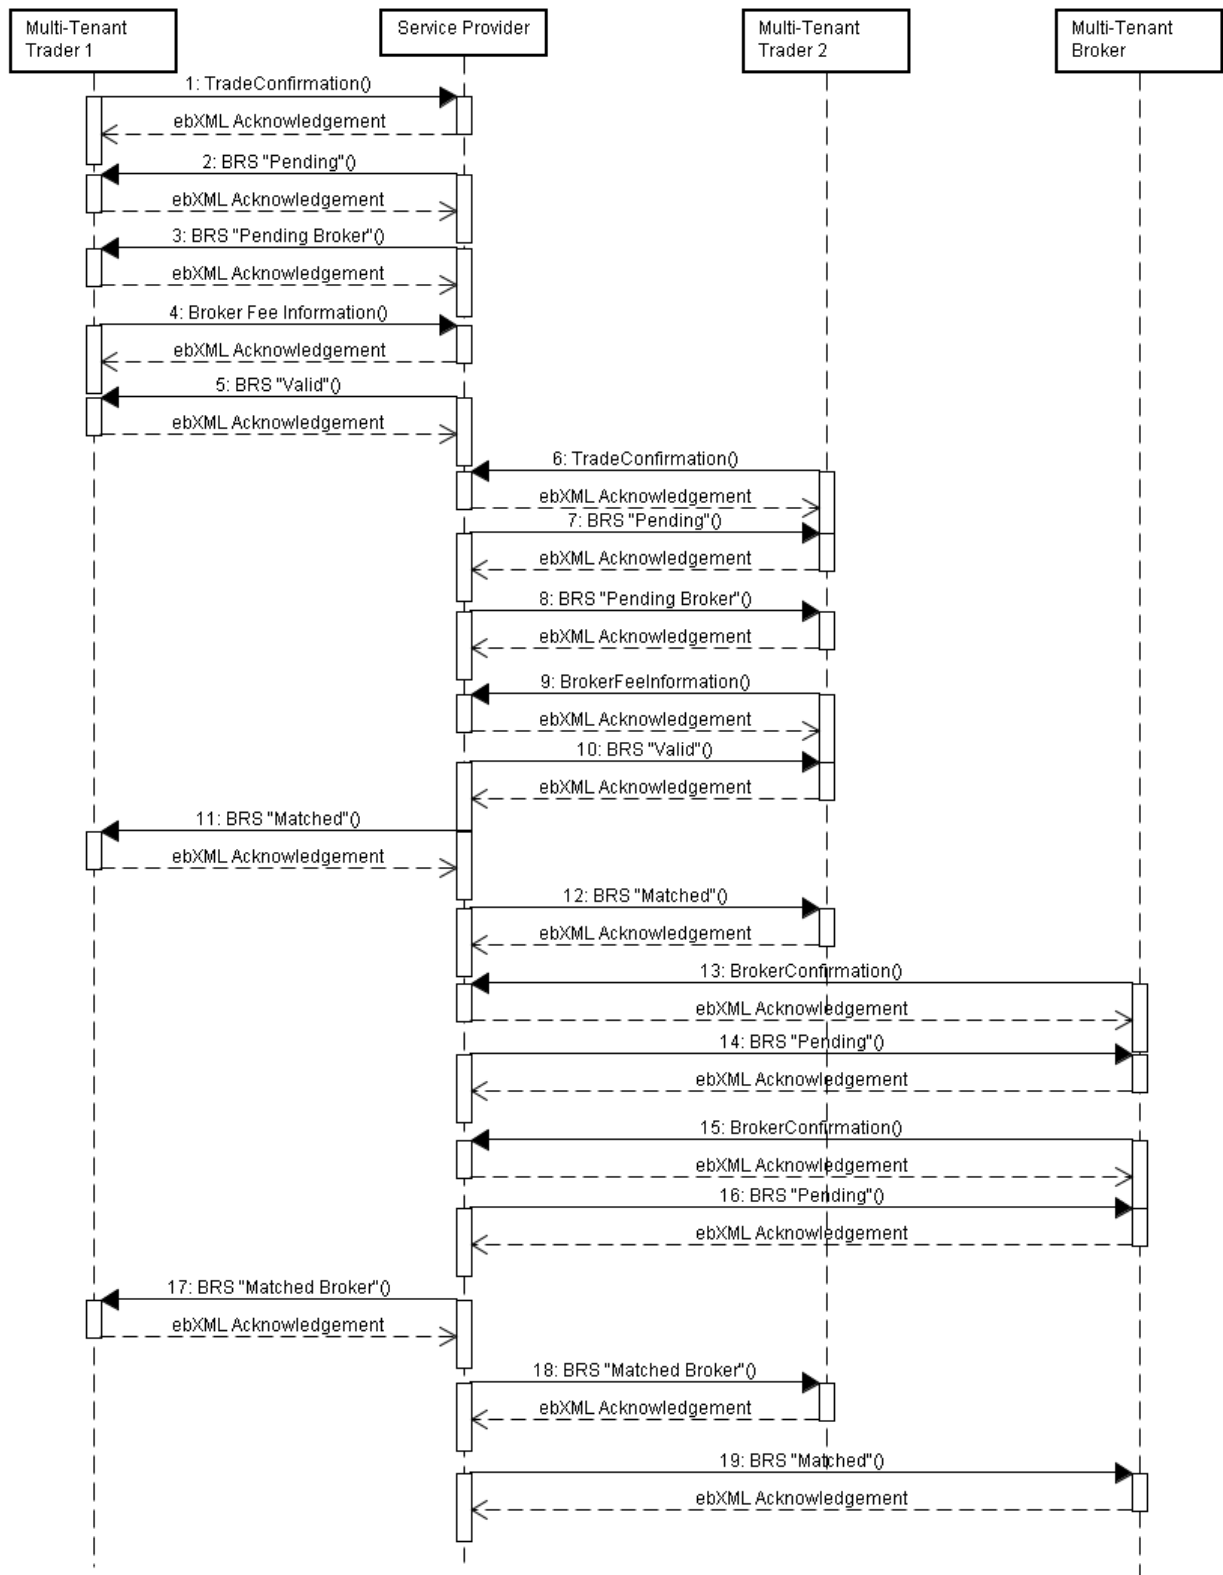 Multi-Tenant
Trader 1
Service Provider
Multi-Tenant
Trader 2
Multi-Tenant
Broker
1: TradeConfirmation()
ebXML Acknowledgement
2: BRS "Pending"()
ebXML Acknowledgement
3: BRS "Pending Broker"()
ebXML Acknowledgement
4: Broker Fee Information()
ebXML Acknowledgement
5: BRS "Valid"()
ebXML Acknowledgement
6: TradeConfirmation()
ebXML Acknowledgement
7: BRS "Pending"()
ebXML Acknowledgement
8: BRS "Pending Broker"()
ebXML Acknowledgement
9: BrokerFeeInformation()
ebXML Acknowledgement
10: BRS "Valid"()
ebXML Acknowledgement
11: BRS "Matched"()
ebXML Acknowledgement
12: BRS "Matched"()
ebXML Acknowledgement
13: BrokerConfirmation()
ebXML Acknowledgement
14: BRS "Pending"()
ebXML Acknowledgement
15: BrokerConfirmation()
ebXML Acknowledgement
16: BRS "Pending"()
ebXML Acknowledgement
17: BRS "Matched Broker"()
ebXML Acknowledgement
18: BRS "Matched Broker"()
ebXML Acknowledgement
19: BRS "Matched"()
ebXML Acknowledgement